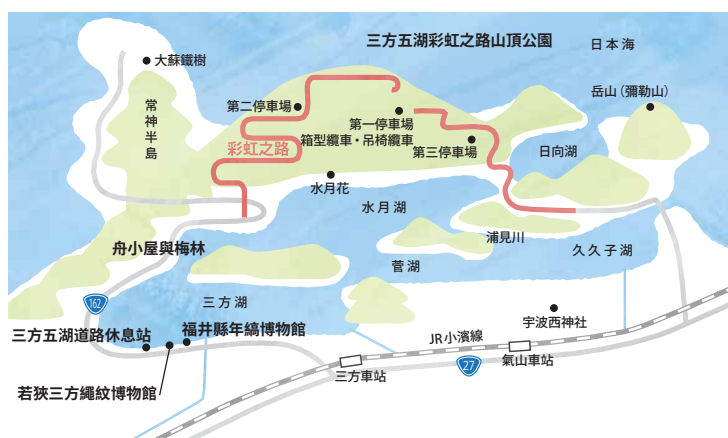 三方五湖彩虹之路山頂公園
日本海
大蘇鐵樹
岳山（彌勒山）
常神半島
第二停車場
第一停車場
箱型纜車・吊椅纜車
彩虹之路
第三停車場
日向湖
水月花
水月湖
浦見川
舟小屋與梅林
久久子湖
菅湖
162
三方湖
三方五湖道路休息站
福井縣年縞博物館
宇波西神社
JR小濱線
氣山車站
三方車站
27
若狹三方繩紋博物館